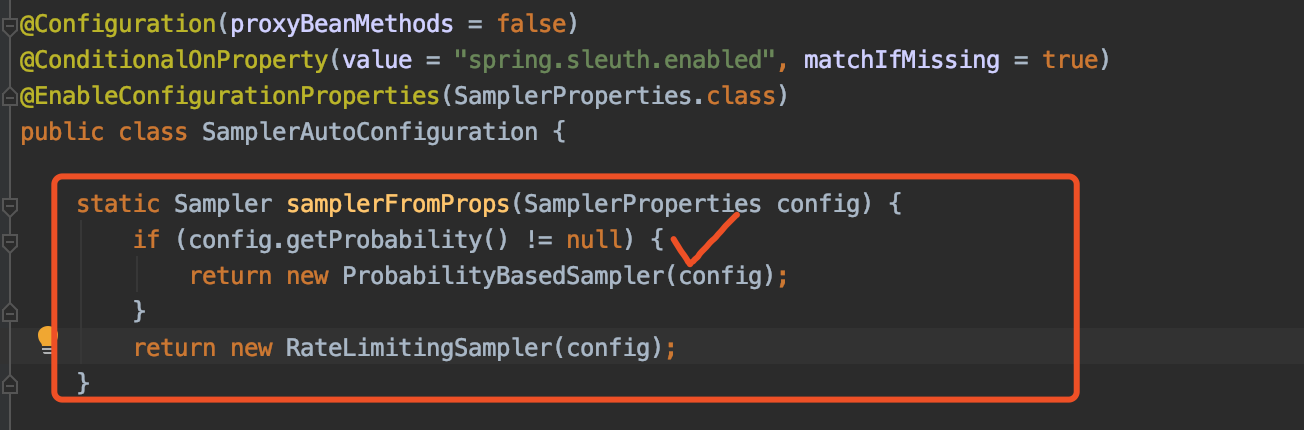 @Configuration(proxyBeanMethods = false)
@ConditionalOnProperty(value = "spring.sleuth.enabled", matchIfMissing = true)
@EnableConfigurationProperties(SamplerProperties.class)
public class SamplerAutoConfiguration {
static Sampler samplerFromProps(SamplerProperties config) {
if (config.getProbability() != null) {
return new ProbabilityBasedSampler(config);
}
return new RateLimitingSampler(config);
}